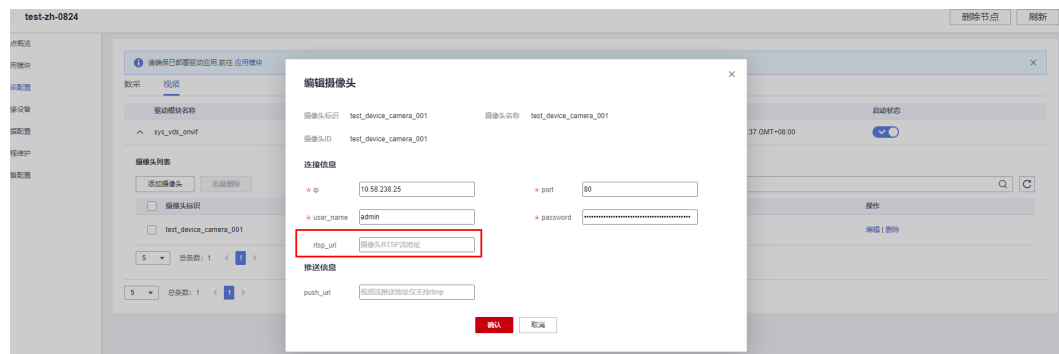 test-zh-0824 删除节点 刷新
点概览
用模块
采配置
像设备
据配置
程维护
备配置
请确保已部署驱动应用,前往 应用模块
数采 视频
驱动模块名称 启动状态
sys_vds_onvif :37 GMT+08:00
摄像头列表
添加摄像头 批量删除
摄像头标识 操作
test_device_camera_001 编辑 | 删除
5 总条数: 1 < 1 >
5 总条数: 1 < 1 >
编辑摄像头
摄像头标识 test_device_camera_001 摄像头名称 test_device_camera_001
摄像头ID test_device_camera_001
连接信息
* ip 10.58.238.25 * port 80
* user_name admin * password
rtsp_url 摄像头RTSP流地址
推送信息
push_url 视频流推送地址仅支持rtmp
确认 取消